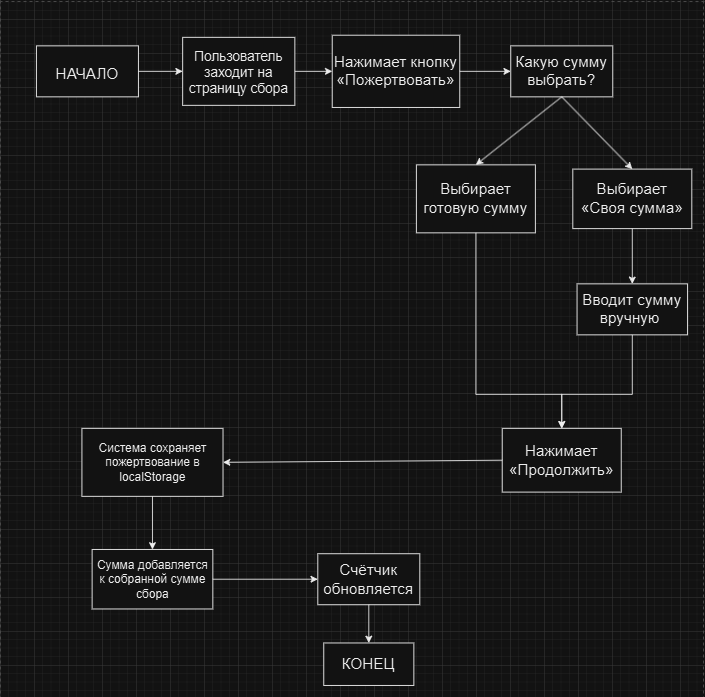 НАЧАЛО
Пользователь
заходит на
страницу сбора
Нажимает кнопку
«Пожертвовать»
Какую сумму
выбрать?
Выбирает
готовую сумму
Выбирает
«Своя сумма»
Вводит сумму
вручную
Нажимает
«Продолжить»
Система сохраняет
пожертвование в
localStorage
Сумма добавляется
к собранной сумме
сбора
Счётчик
обновляется
КОНЕЦ